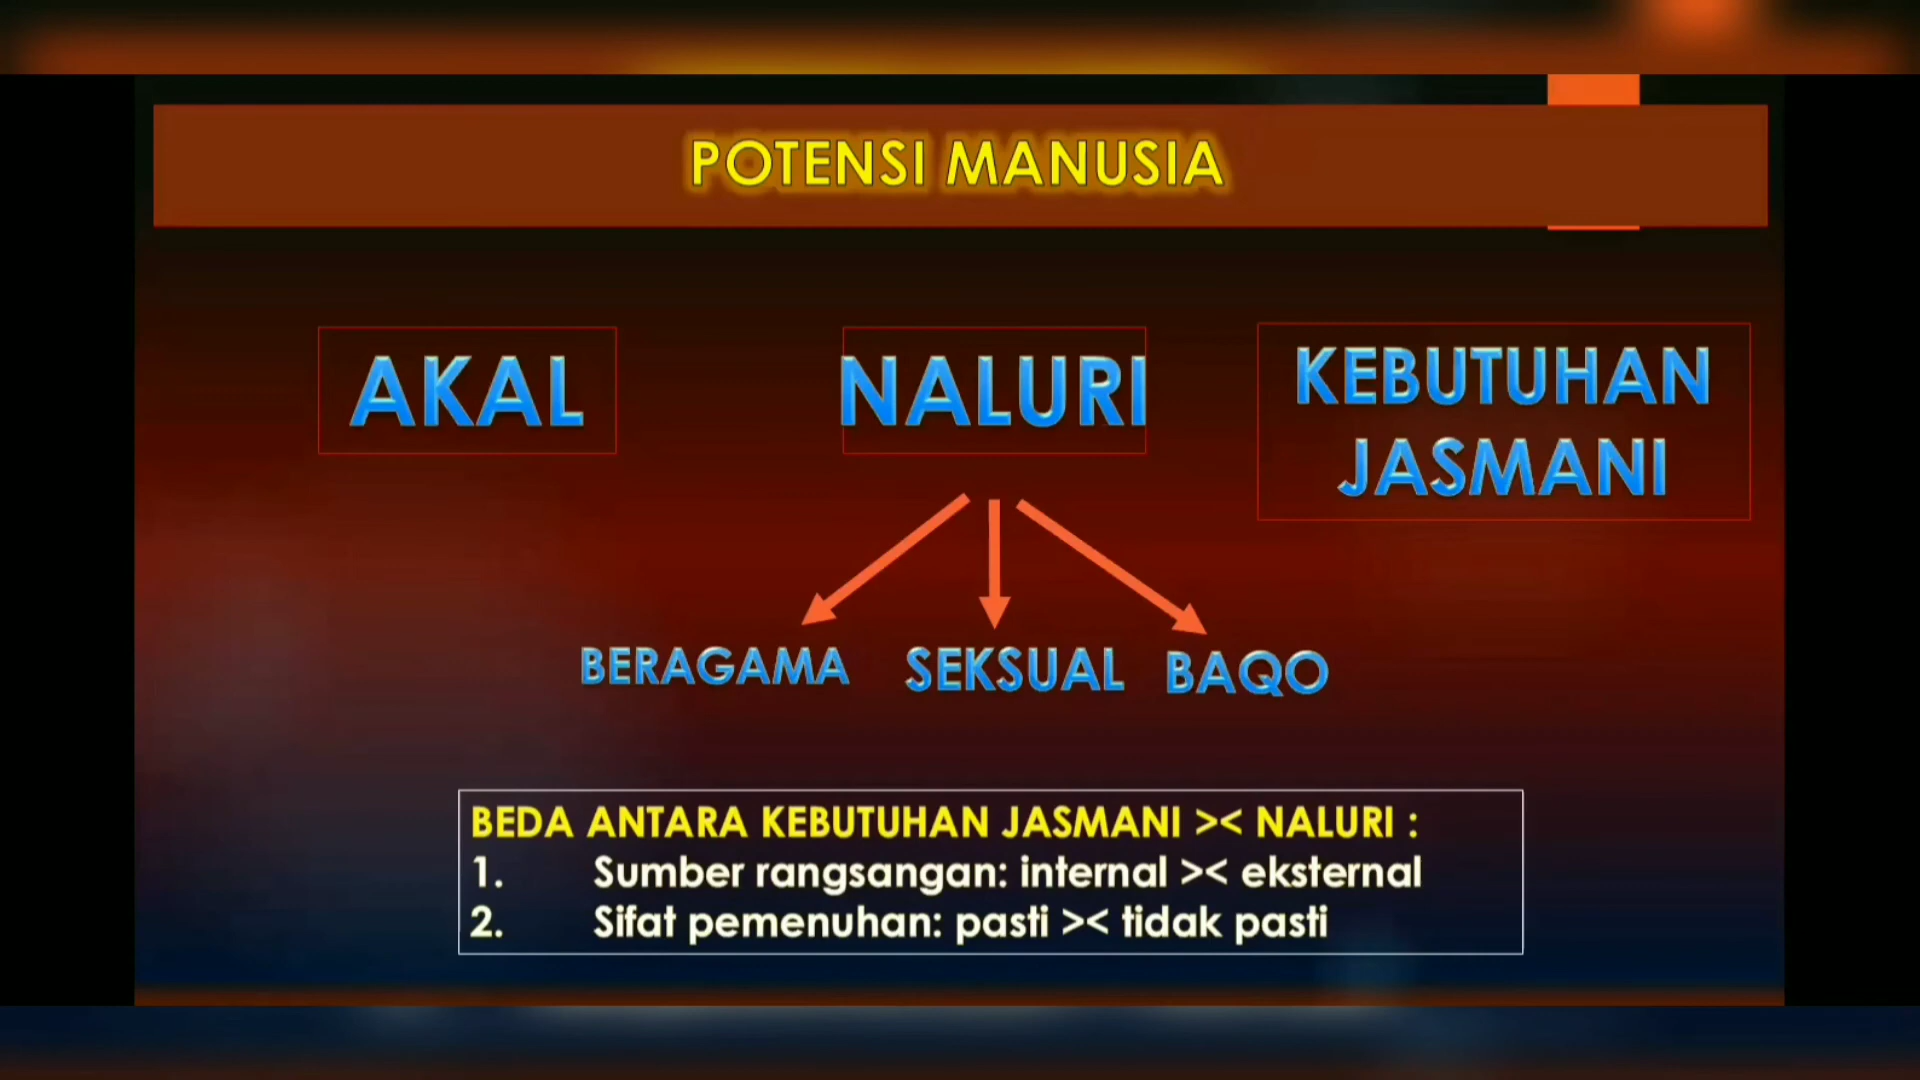 POTENSI MANUSIA
AKAL
NALURI
KEBUTUHAN
JASMANI
BERAGAMA
SEKSUAL
BAQO
BEDA ANTARA KEBUTUHAN JASMANI >< NALURI :
1. Sumber rangsangan: internal >< eksternal
2. Sifat pemenuhan: pasti >< tidak pasti